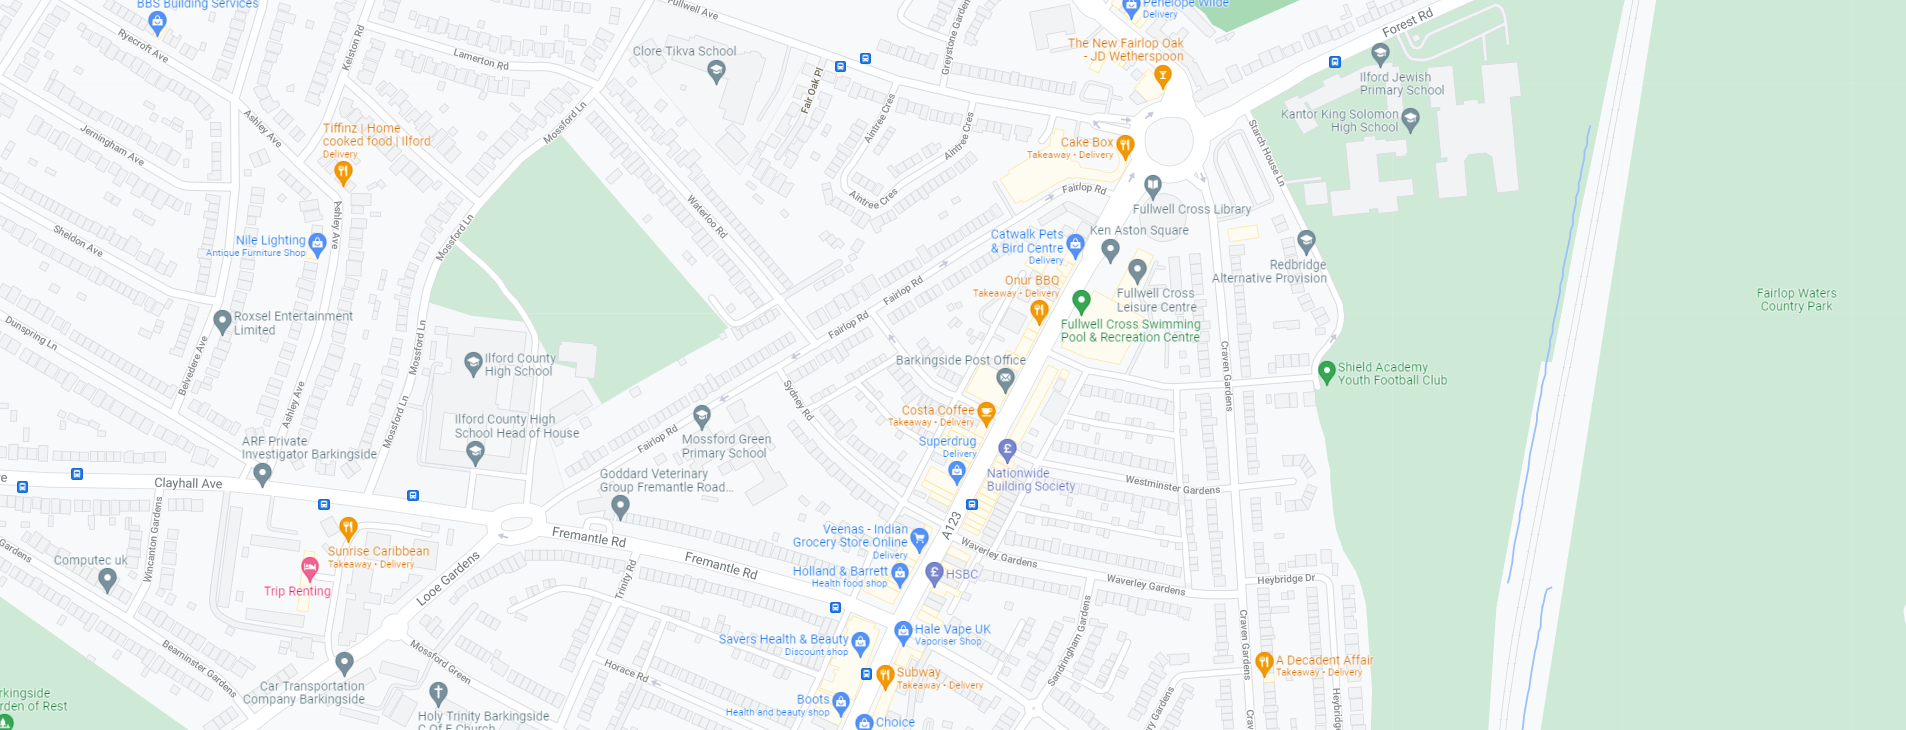 BBS Building Services
Fullwell Ave
Penelope Wilde
Delivery
Forest Rd
Ryecroft Ave
Kelston Rd
Lamerton Rd
Clore Tikva School
Greystone Gardens
The New Fairlop Oak
- JD Wetherspoon
Ilford Jewish
Primary School
Fair Oak Pl
Mossford Ln
Ashley Ave
Jerningham Ave
Tiffinz | Home
cooked food | Ilford
Delivery
Aintree Cres
Aintree Cres
Aintree Cres
Cake Box
Takeaway • Delivery
Kantor King Solomon
High School
Starch House Ln
Fairlop Rd
Fullwell Cross Library
Waterloo Rd
Mossford Ln
Ashley Ave
Sheldon Ave
Nile Lighting
Antique Furniture Shop
Catwalk Pets
& Bird Centre
Delivery
Ken Aston Square
Redbridge
Alternative Provision
Onur BBQ
Takeaway • Delivery
Fullwell Cross
Leisure Centre
Fairlop Waters
Country Park
Fairlop Rd
Fairlop Rd
Roxsel Entertainment
Limited
Dunspring Ln
Belvedere Ave
Mossford Ln
Fullwell Cross Swimming
Pool & Recreation Centre
Ilford County
High School
Barkingside Post Office
Craven Gardens
Shield Academy
Youth Football Club
Sydney Rd
Ashley Ave
Mossford Ln
Costa Coffee
Takeaway • Delivery
Ilford County High
School Head of House
Fairlop Rd
Mossford Green
Primary School
ARF Private
Investigator Barkingside
Superdrug
Delivery
Nationwide
Building Society
Westminster Gardens
Goddard Veterinary
Group Fremantle Road...
Clayhall Ave
Wincanton Gardens
Fremantle Rd
Fremantle Rd
A123
Veenas - Indian
Grocery Store Online
Delivery
Waverley Gardens
Waverley Gardens
Sunrise Caribbean
Takeaway • Delivery
Computec uk
Trip Renting
Looe Gardens
Trinity Rd
Holland & Barrett
Health food shop
HSBC
Heybridge Dr
Craven Gardens
Sandringham Gardens
Savers Health & Beauty
Discount shop
Hale Vape UK
Vaporiser Shop
Beaminster Gardens
Mossford Green
Horace Rd
Subway
Takeaway • Delivery
A Decadent Affair
Takeaway • Delivery
Car Transportation
Company Barkingside
Boots
Health and beauty shop
Choice
Holy Trinity Barkingside
C Of E Church